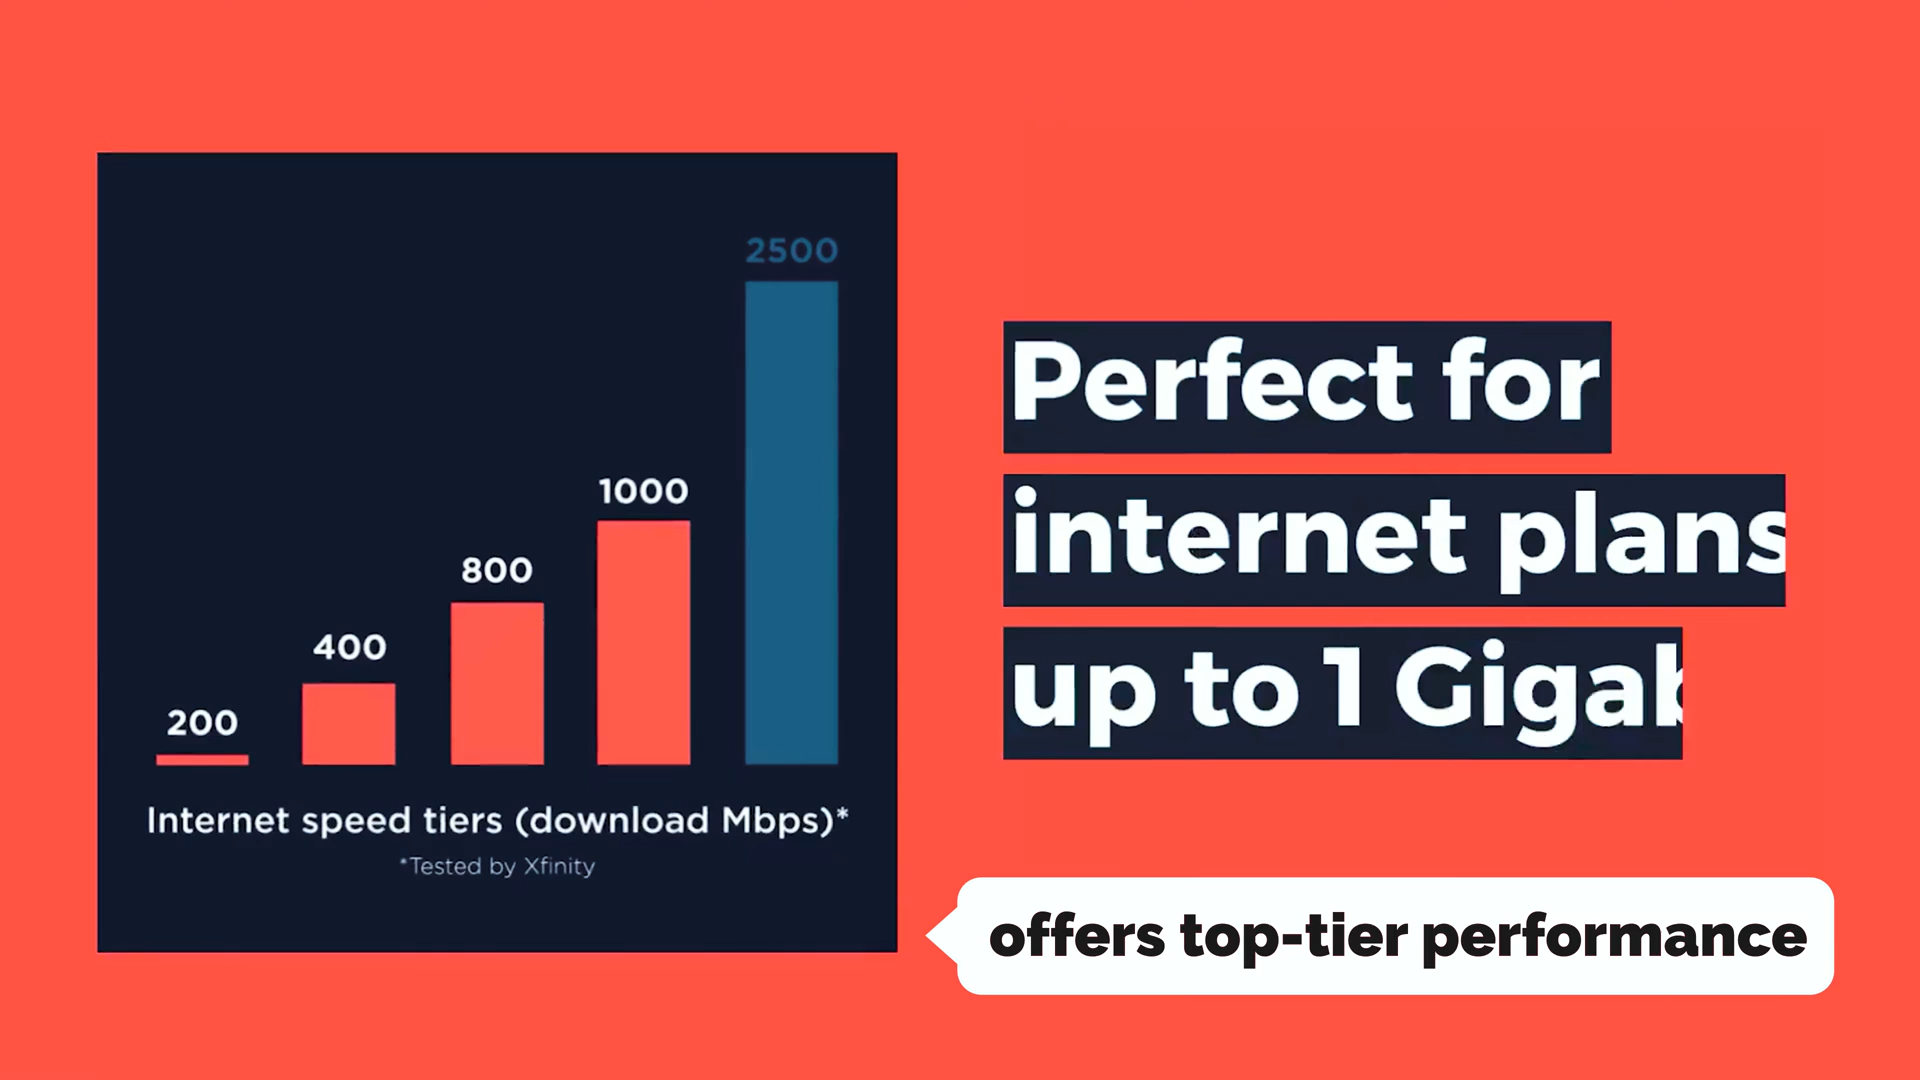 2500
1000
800
400
200
Internet speed tiers (download Mbps)*
*Tested by Xfinity
Perfect for
internet plans
up to 1 Gigab
offers top-tier performance